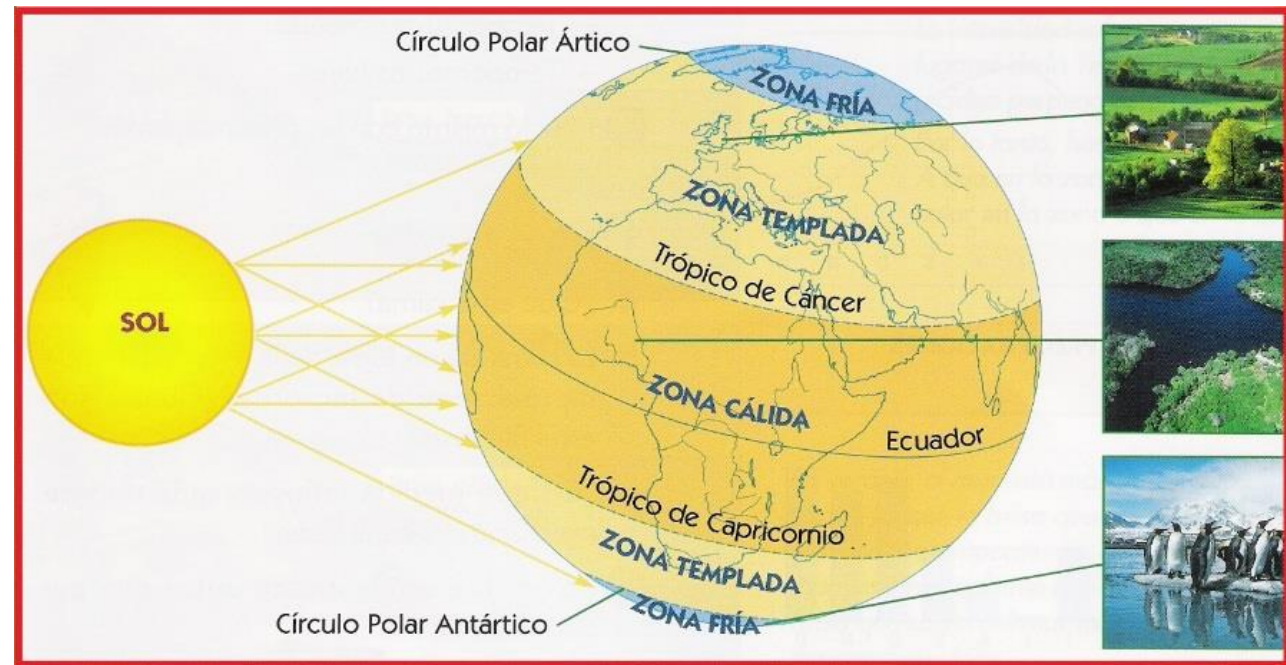 Círculo Polar Ártico
ZONA FRÍA
ZONA TEMPLADA
Trópico de Cáncer
SOL
ZONA CÁLIDA
Ecuador
Trópico de Capricornio
ZONA TEMPLADA
Círculo Polar Antártico
ZONA FRÍA